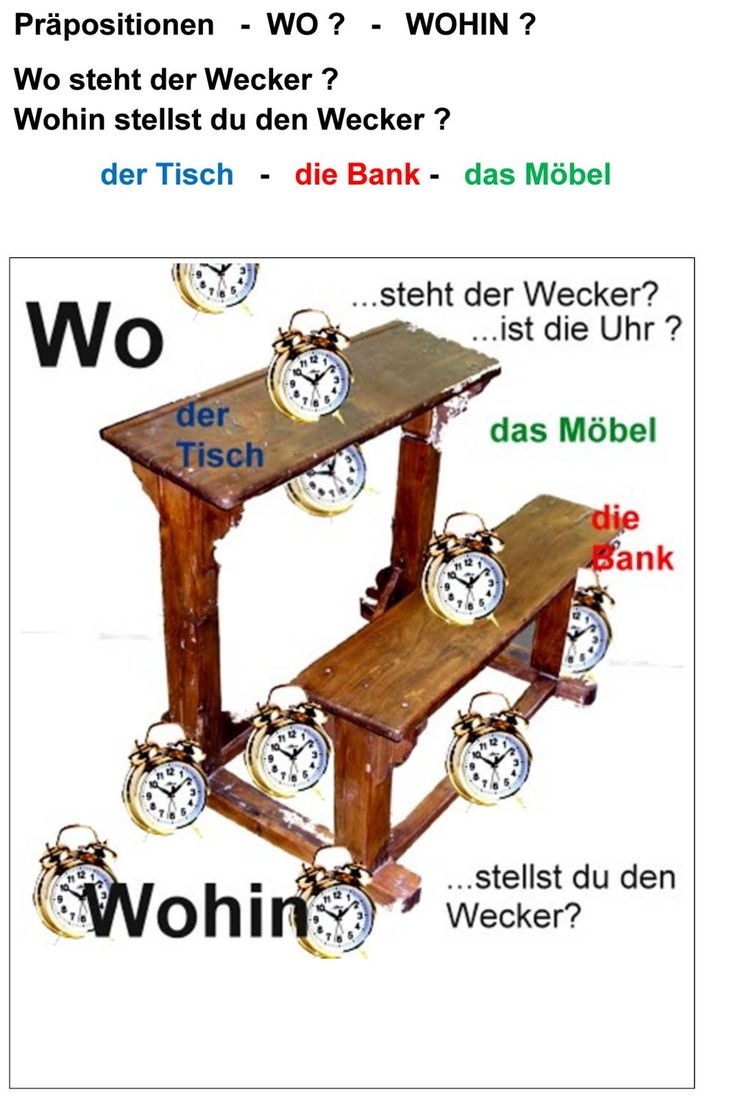 Präpositionen - WO ? - WOHIN ?
Wo steht der Wecker ?
Wohin stellst du den Wecker ?
der Tisch - die Bank - das Möbel
Wo
...steht der Wecker?
...ist die Uhr ?
der
Tisch
das Möbel
die
Bank
Wohin
...stellst du den
Wecker?